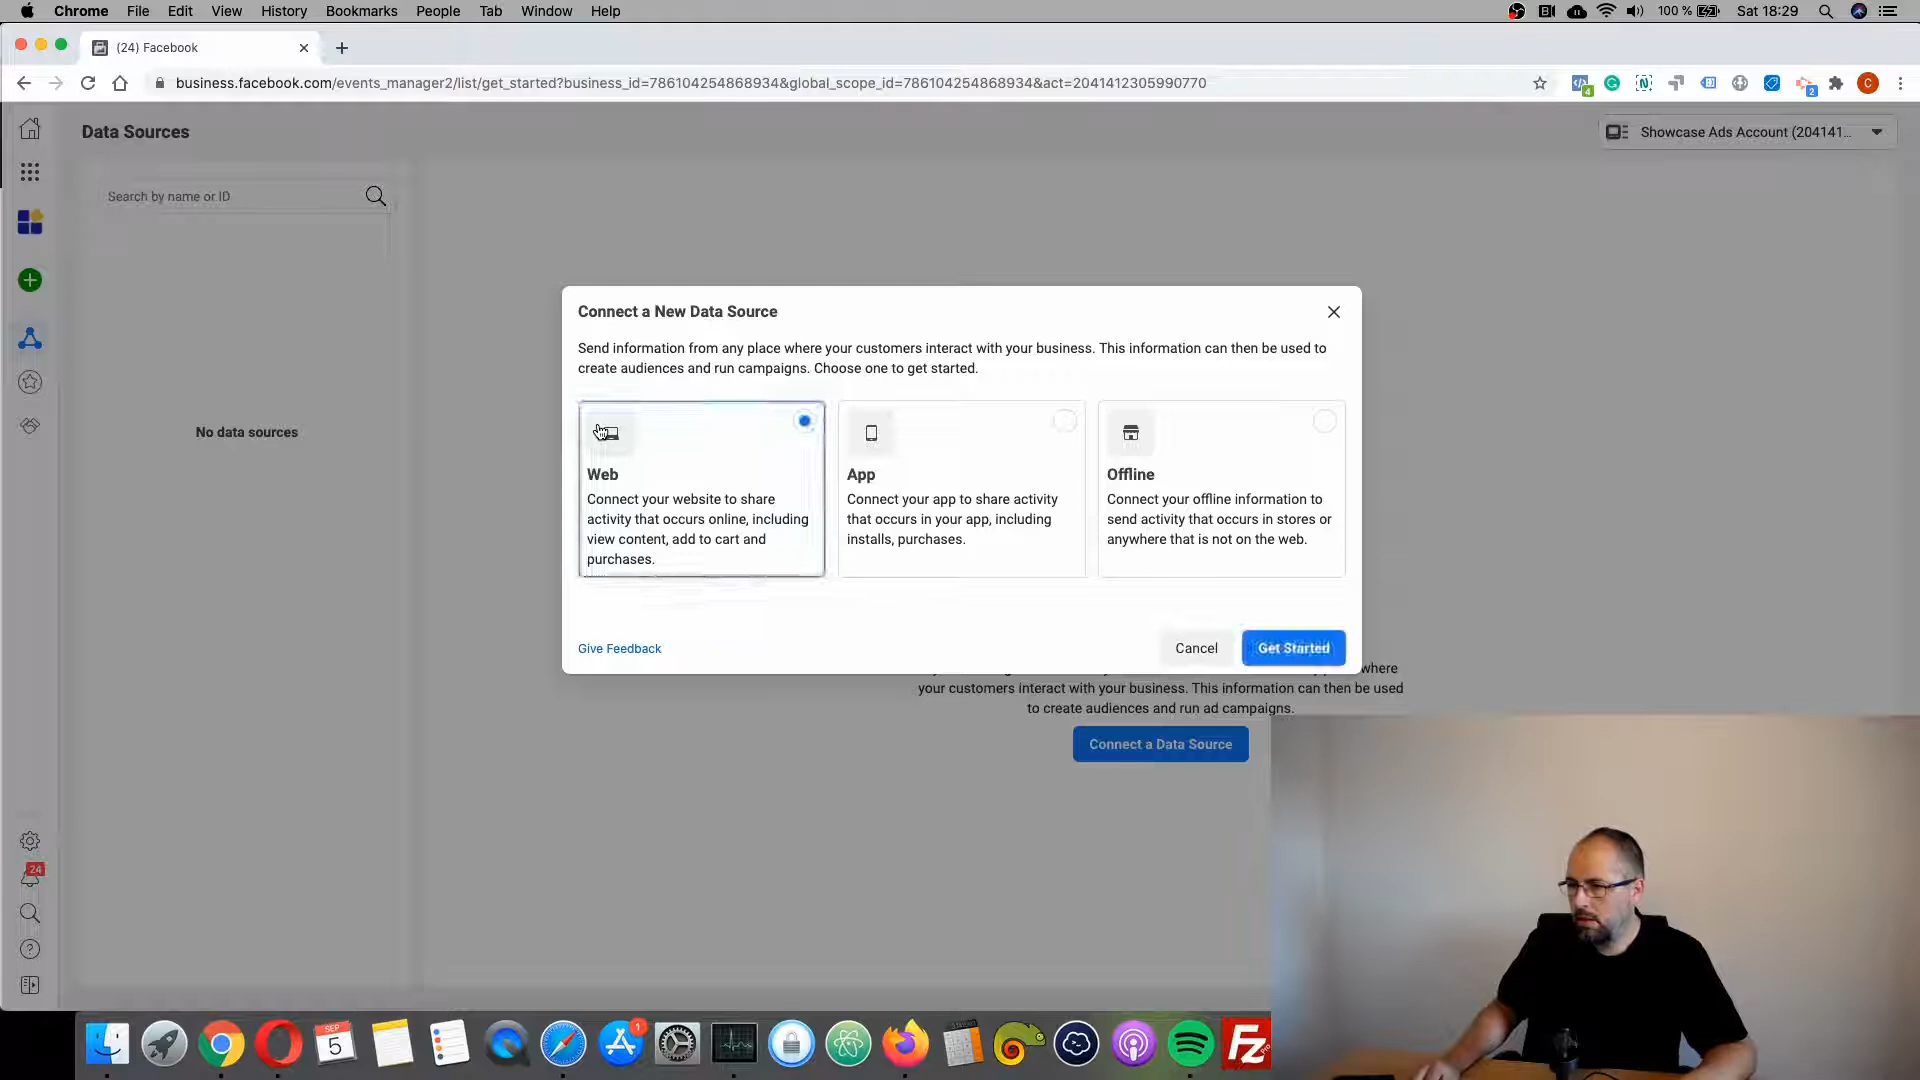 Chrome File Edit View History Bookmarks People Tab Window Help
100 % Sat 18:29
(24) Facebook
business.facebook.com/events_manager2/list/get_started?business_id=786104254868934&global_scope_id=786104254868934&act=2041412305990770
4
2
C
Data Sources
Showcase Ads Account (204141...
Search by name or ID
No data sources
Connect a New Data Source
Send information from any place where your customers interact with your business. This information can then be used to
create audiences and run campaigns. Choose one to get started.
Web
Connect your website to share
activity that occurs online, including
view content, add to cart and
purchases.
App
Connect your app to share activity
that occurs in your app, including
installs, purchases.
Offline
Connect your offline information to
send activity that occurs in stores or
anywhere that is not on the web.
Give Feedback
Cancel
Get Started
where
your customers interact with your business. This information can then be used
to create audiences and run ad campaigns.
Connect a Data Source
24
SEP
5
1
FZ